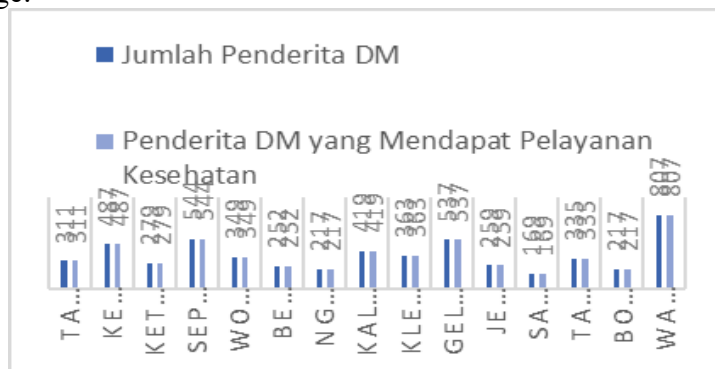 Jumlah Penderita DM
Penderita DM yang Mendapat Pelayanan
Kesehatan
311 311
487 487
279 279
544 544
349 349
252 252
217 217
419 419
363 363
537 537
259 259
169 169
335 335
217 217
807 807
TA...
KE...
KET...
SEP...
WO...
BE...
NG...
KAL...
KLE...
GEL...
JE...
SA...
TA...
BO...
WA...